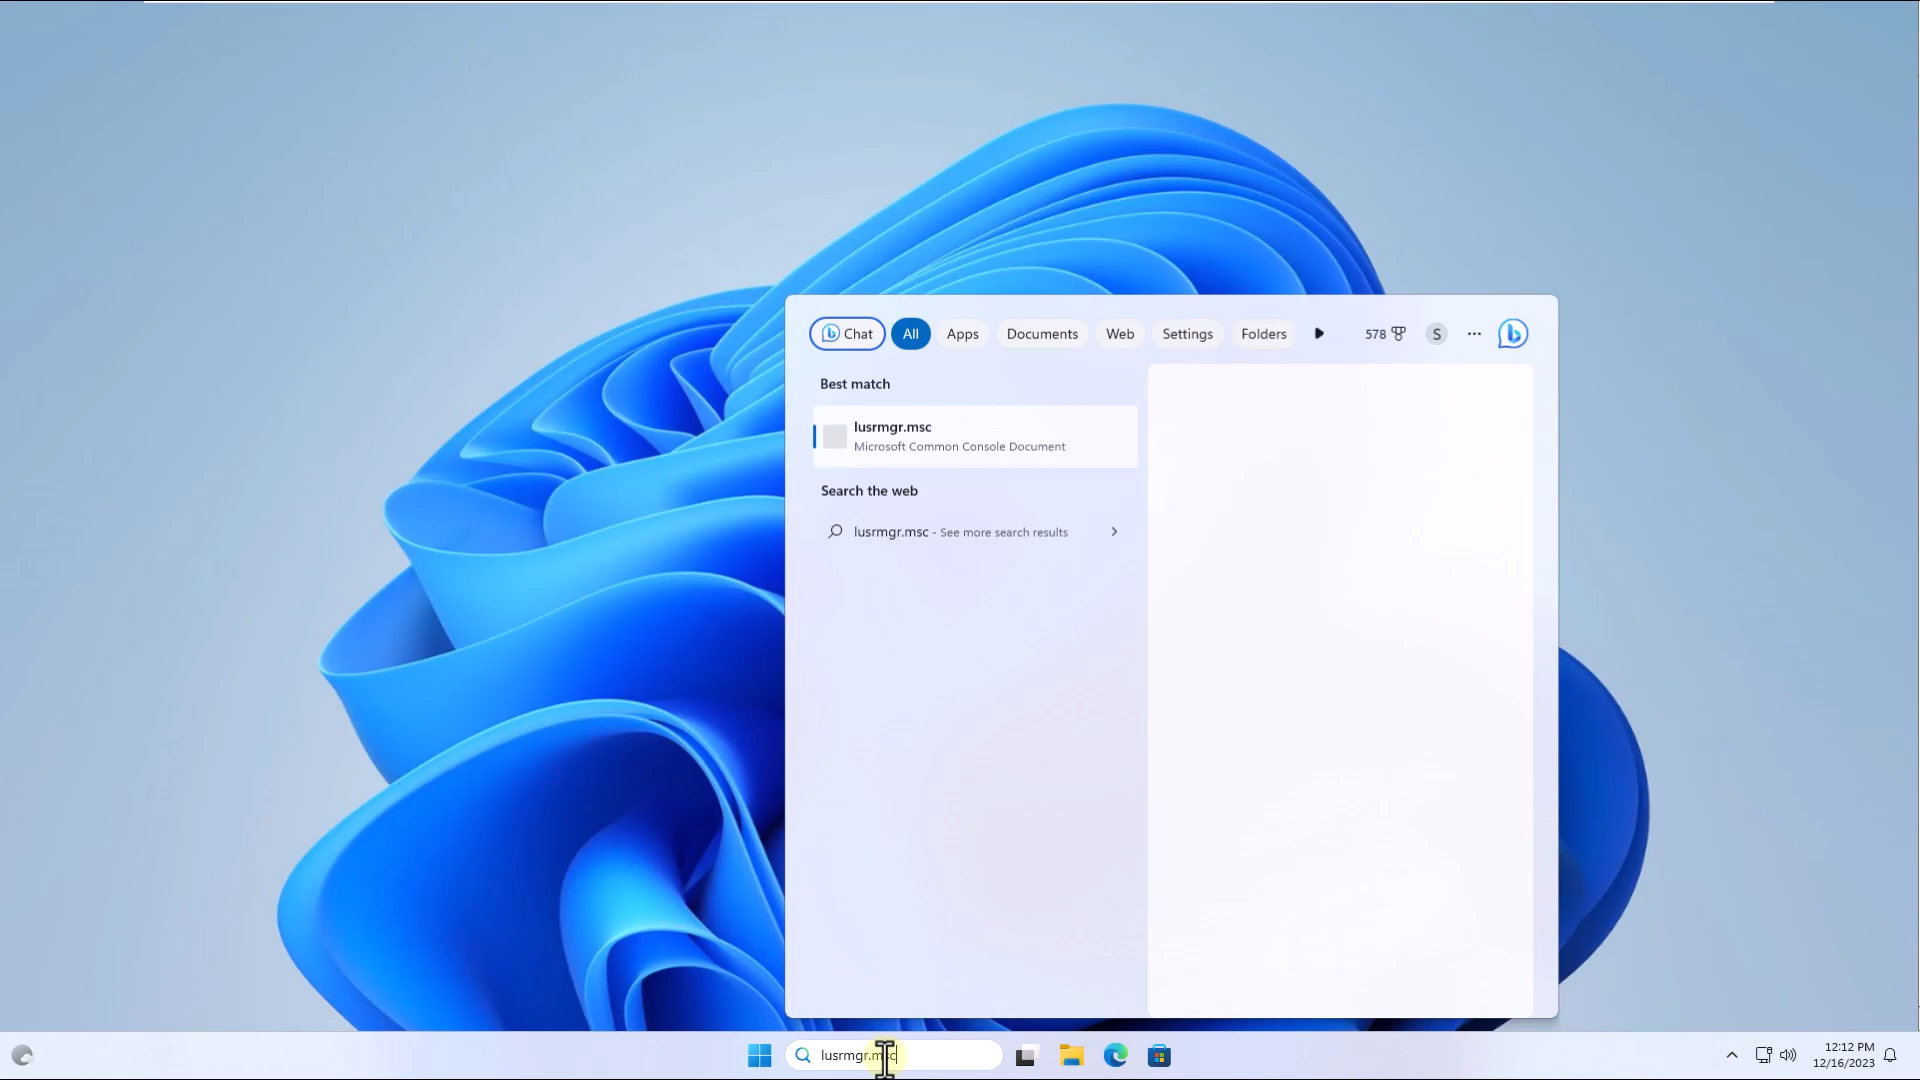 Chat All Apps Documents Web Settings Folders 578 S ...
Best match
lusrmgr.msc
Microsoft Common Console Document
Search the web
lusrmgr.msc - See more search results
lusrmgr.msc
12:12 PM
12/16/2023